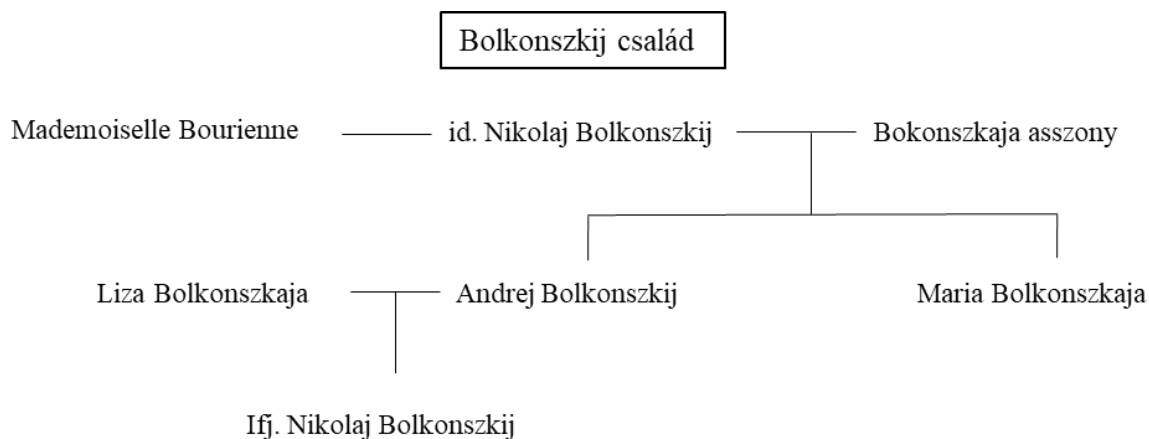 Bolkonszkij család
Mademoiselle Bourienne
id. Nikolaj Bolkonszkij
Bokonszkaja asszony
Liza Bolkonszkaja
Andrej Bolkonszkij
Maria Bolkonszkaja
Ifj. Nikolaj Bolkonszkij